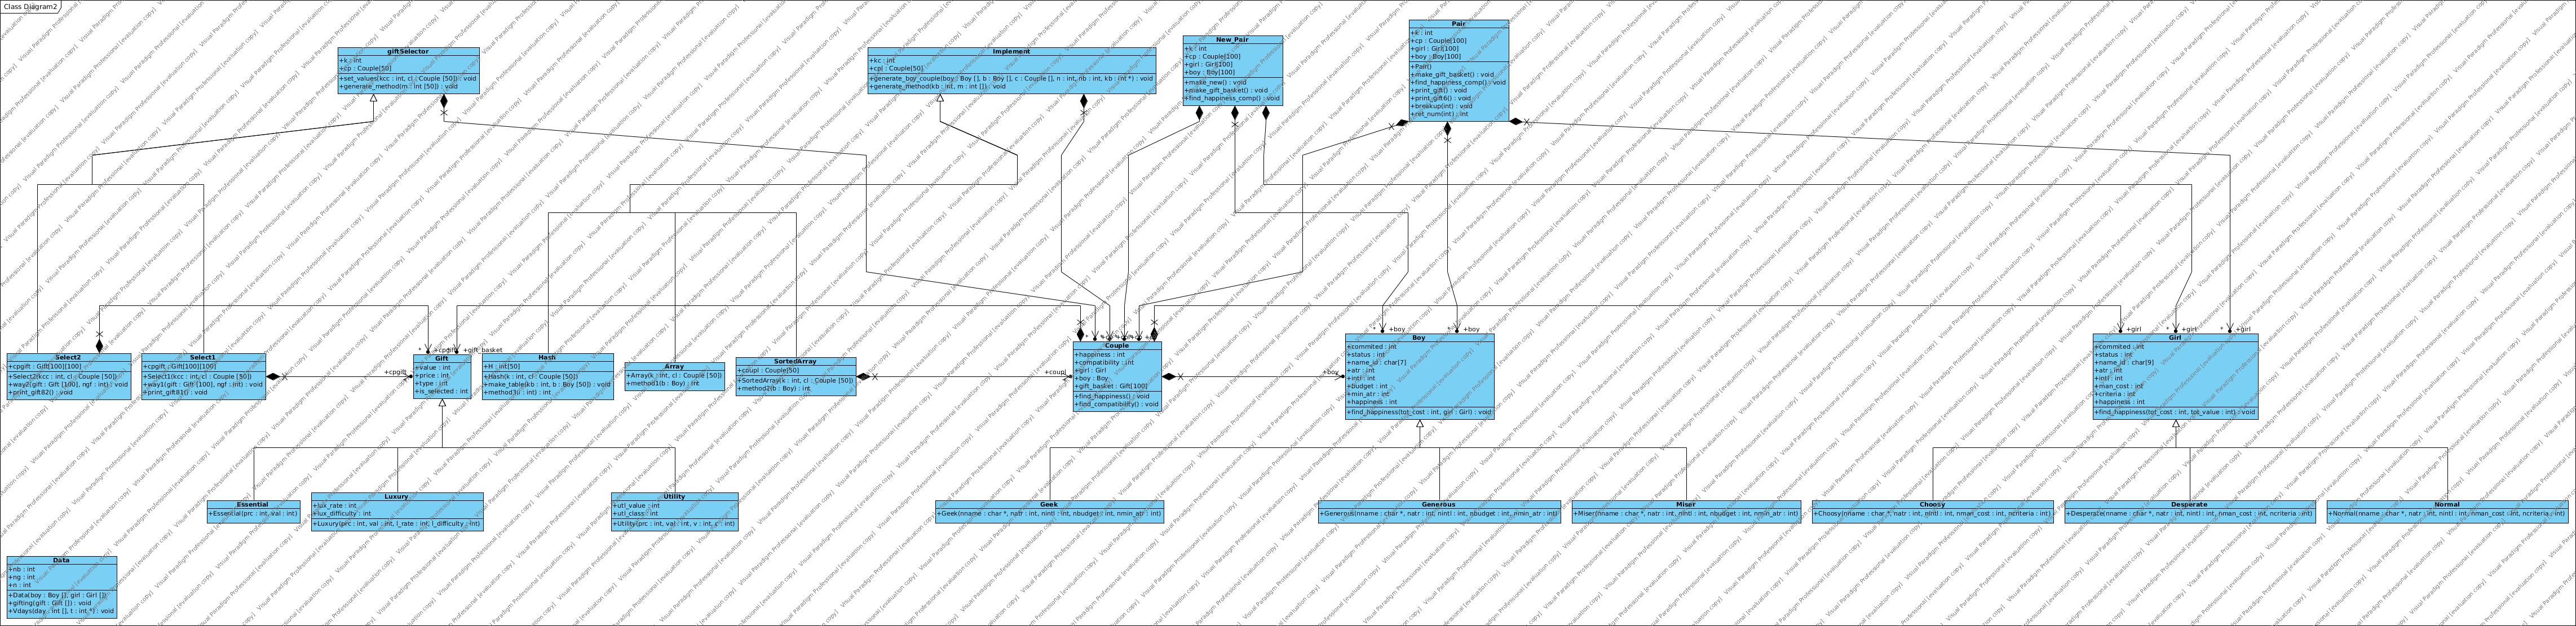 Class Diagram2
giftSelector
+k : int
+cp : Couple[50]
+set_values(kcc : int, cl : Couple [50]) : void
+generate_method(m : int [50]) : void
Implement
+kc : int
+cp : Couple[50]
+generate_boy_couple(boy : Boy [], b : Boy [], c : Couple [], n : int, nb : int, kb : int *) : void
+generate_method(kb : int, m : int []) : void
New_Pair
+k : int
+cp : Couple[100]
+girl : Girl[100]
+boy : Boy[100]
+make_new() : void
+make_gift_basket() : void
+find_happiness_comp() : void
Pair
+k : int
+cp : Couple[100]
+girl : Girl[100]
+boy : Boy[100]
+Pair()
+make_gift_basket() : void
+find_happiness_comp() : void
+print_gift() : void
+print_gift6() : void
+breakup(int) : void
+ret_num(int) : int
Select2
+cpgift : Gift[100][100]
+Select2(kcc : int, cl : Couple [50])
+way2(gift : Gift [100], ngf : int) : void
+print_gift82() : void
Select1
+cpgift : Gift[100][100]
+Select1(kcc : int, cl : Couple [50])
+way1(gift : Gift [100], ngf : int) : void
+print_gift81() : void
+cpgift
+gift_basket
+cpgift
Gift
+value : int
+price : int
+type : int
+is_selected : int
Hash
+H : int[50]
+Hash(k : int, cl : Couple [50])
+make_table(kb : int, b : Boy [50]) : void
+method1(i : int) : int
Array
+Array(k : int, cl : Couple [50])
+method1(b : Boy) : int
SortedArray
+coupl : Couple[50]
+SortedArray(k : int, cl : Couple [50])
+method2(b : Boy) : int
+coupl
Couple
+happiness : int
+compatibility : int
+girl : Girl
+boy : Boy
+gift_basket : Gift[100]
+find_happiness() : void
+find_compatibility() : void
+boy
* +boy
* +boy
Boy
+commited : int
+status : int
+name_id : char[7]
+atr : int
+intl : int
+budget : int
+min_atr : int
+happiness : int
+find_happiness(tot_cost : int, girl : Girl) : void
+girl
* +girl
* +girl
Girl
+commited : int
+status : int
+name_id : char[9]
+atr : int
+intl : int
+man_cost : int
+criteria : int
+happiness : int
+find_happiness(tot_cost : int, tot_value : int) : void
Essential
+Essential(prc : int, val : int)
Luxury
+lux_rate : int
+lux_difficulty : int
+Luxury(prc : int, val : int, l_rate : int, l_difficulty : int)
Utility
+utl_value : int
+utl_class : int
+Utility(prc : int, val : int, v : int, c : int)
Geek
+Geek(nname : char *, natr : int, nintl : int, nbudget : int, nmin_atr : int)
Generous
+Generous(nname : char *, natr : int, nintl : int, nbudget : int, nmin_atr : int)
Miser
+Miser(nname : char *, natr : int, nintl : int, nbudget : int, nmin_atr : int)
Choosy
+Choosy(nname : char *, natr : int, nintl : int, nman_cost : int, ncriteria : int)
Desperate
+Desperate(nname : char *, natr : int, nintl : int, nman_cost : int, ncriteria : int)
Normal
+Normal(nname : char *, natr : int, nintl : int, nman_cost : int, ncriteria : int)
Data
+nb : int
+ng : int
+n : int
+Data(boy : Boy [], girl : Girl [])
+gifting(gift : Gift []) : void
+Vdays(day : int [], t : int *) : void
Visual Paradigm Professional [evaluation copy]